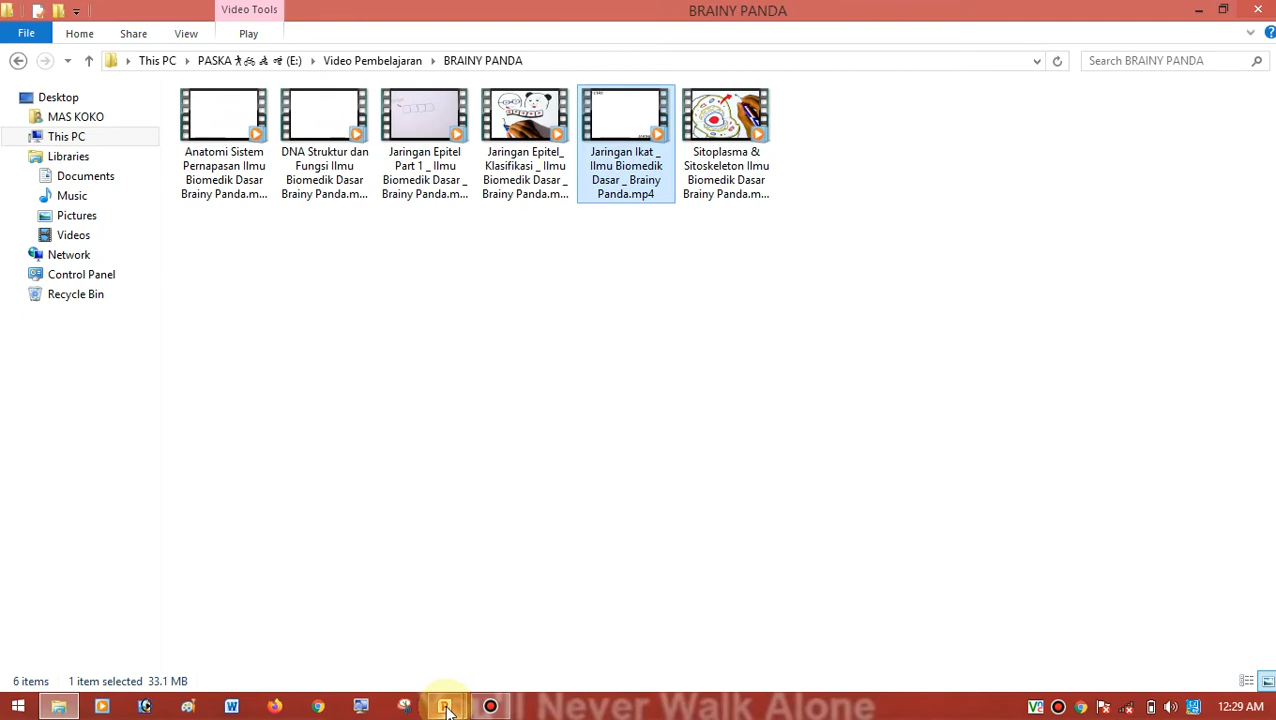 Video Tools
BRAINY PANDA
File
Home
Share
View
Play
This PC
PASKA
(E:)
Video Pembelajaran
BRAINY PANDA
Search BRAINY PANDA
Desktop
MAS KOKO
This PC
Libraries
Documents
Music
Pictures
Videos
Network
Control Panel
Recycle Bin
Anatomi Sistem
Pernapasan Ilmu
Biomedik Dasar
Brainy Panda.m...
DNA Struktur dan
Fungsi Ilmu
Biomedik Dasar
Brainy Panda.m...
Jaringan Epitel
Part 1 _ Ilmu
Biomedik Dasar _
Brainy Panda.m...
Jaringan Epitel_
Klasifikasi _ Ilmu
Biomedik Dasar _
Brainy Panda.m...
Jaringan Ikat _
Ilmu Biomedik
Dasar _ Brainy
Panda.mp4
Sitoplasma &
Sitoskeleton Ilmu
Biomedik Dasar
Brainy Panda.m...
6 items
1 item selected 33.1 MB
Never Walk Alone
12:29 AM